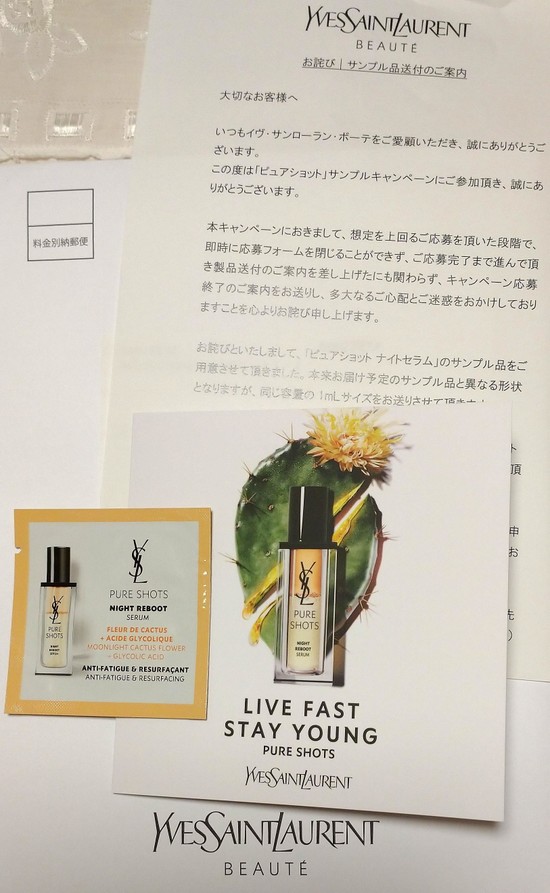 YVESSAINTLAURENT
BEAUTÉ
お詫び | サンプル品送付のご案内
大切なお客様へ
いつもイヴ・サンローラン・ボーテをご愛顧いただき、誠にありがとうご
ざいます。
この度は「ピュアショット」サンプルキャンペーンにご参加頂き、誠にあ
りがとうございます。
本キャンペーンにおきまして、想定を上回るご応募を頂いた段階で、
即時に応募フォームを閉じることができず、ご応募完了まで進んで頂
き製品送付のご案内を差し上げたにも関わらず、キャンペーン応募
終了のご案内をお送りし、多大なるご心配とご迷惑をおかけしており
ますことを心よりお詫び申し上げます。
お詫びといたしまして、「ピュアショット ナイトセラム」のサンプル品をご
用意させて頂きました。本来お届け予定のサンプル品と異なる形状
となりますが、同じ容量の 1mLサイズをお送りさせて頂きます
ト
頂
申
お
先
)
料金別納郵便
YSL
PURE SHOTS
NIGHT REBOOT
SERUM
FLEUR DE CACTUS
+ ACIDE GLYCOLIQUE
MOONLIGHT CACTUS FLOWER
+ GLYCOLIC ACID
ANTI-FATIGUE & RESURFAÇANT
ANTI-FATIGUE & RESURFACING
YSL
PURE
SHOTS
NIGHT
REBOOT
SERUM
YSL
PURE
SHOTS
NIGHT
REBOOT
SERUM
LIVE FAST
STAY YOUNG
PURE SHOTS
YVESSAINTLAURENT
YVESSAINTLAURENT
BEAUTÉ